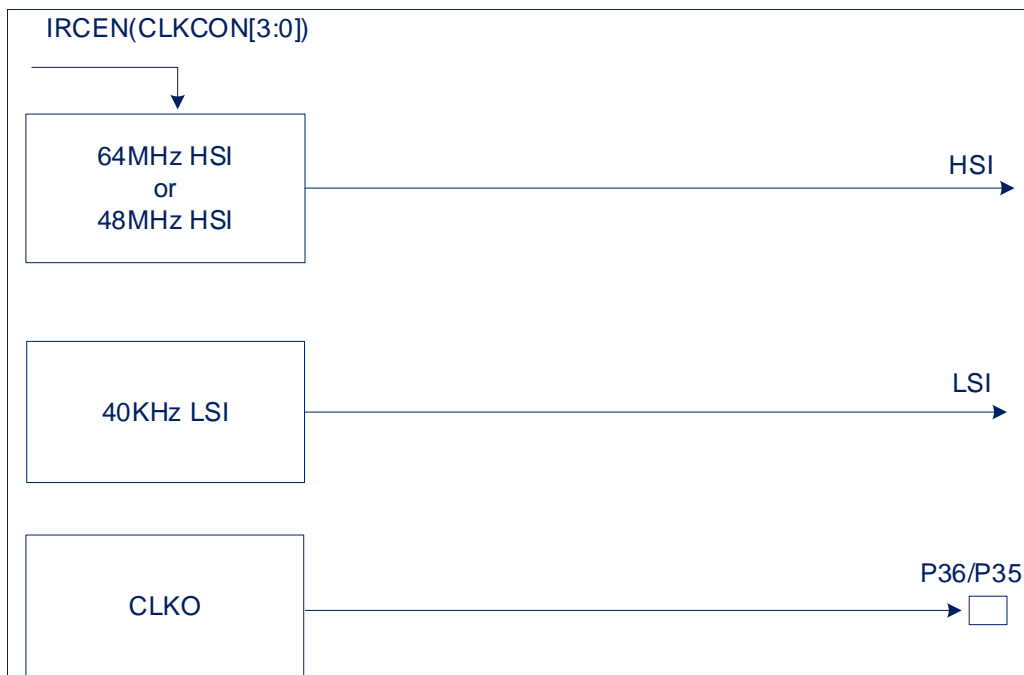 IRCEN(CLKCON[3:0])
64MHz HSI
or
48MHz HSI
HSI
40KHz LSI
LSI
CLKO
P36/P35